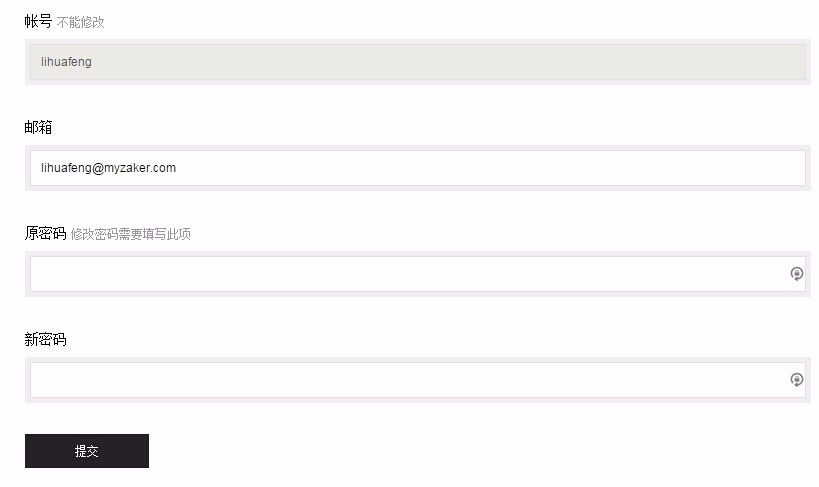 帐号 不能修改
lihuafeng
邮箱
lihuafeng@myzaker.com
原密码 修改密码需要填写此项
新密码
提交